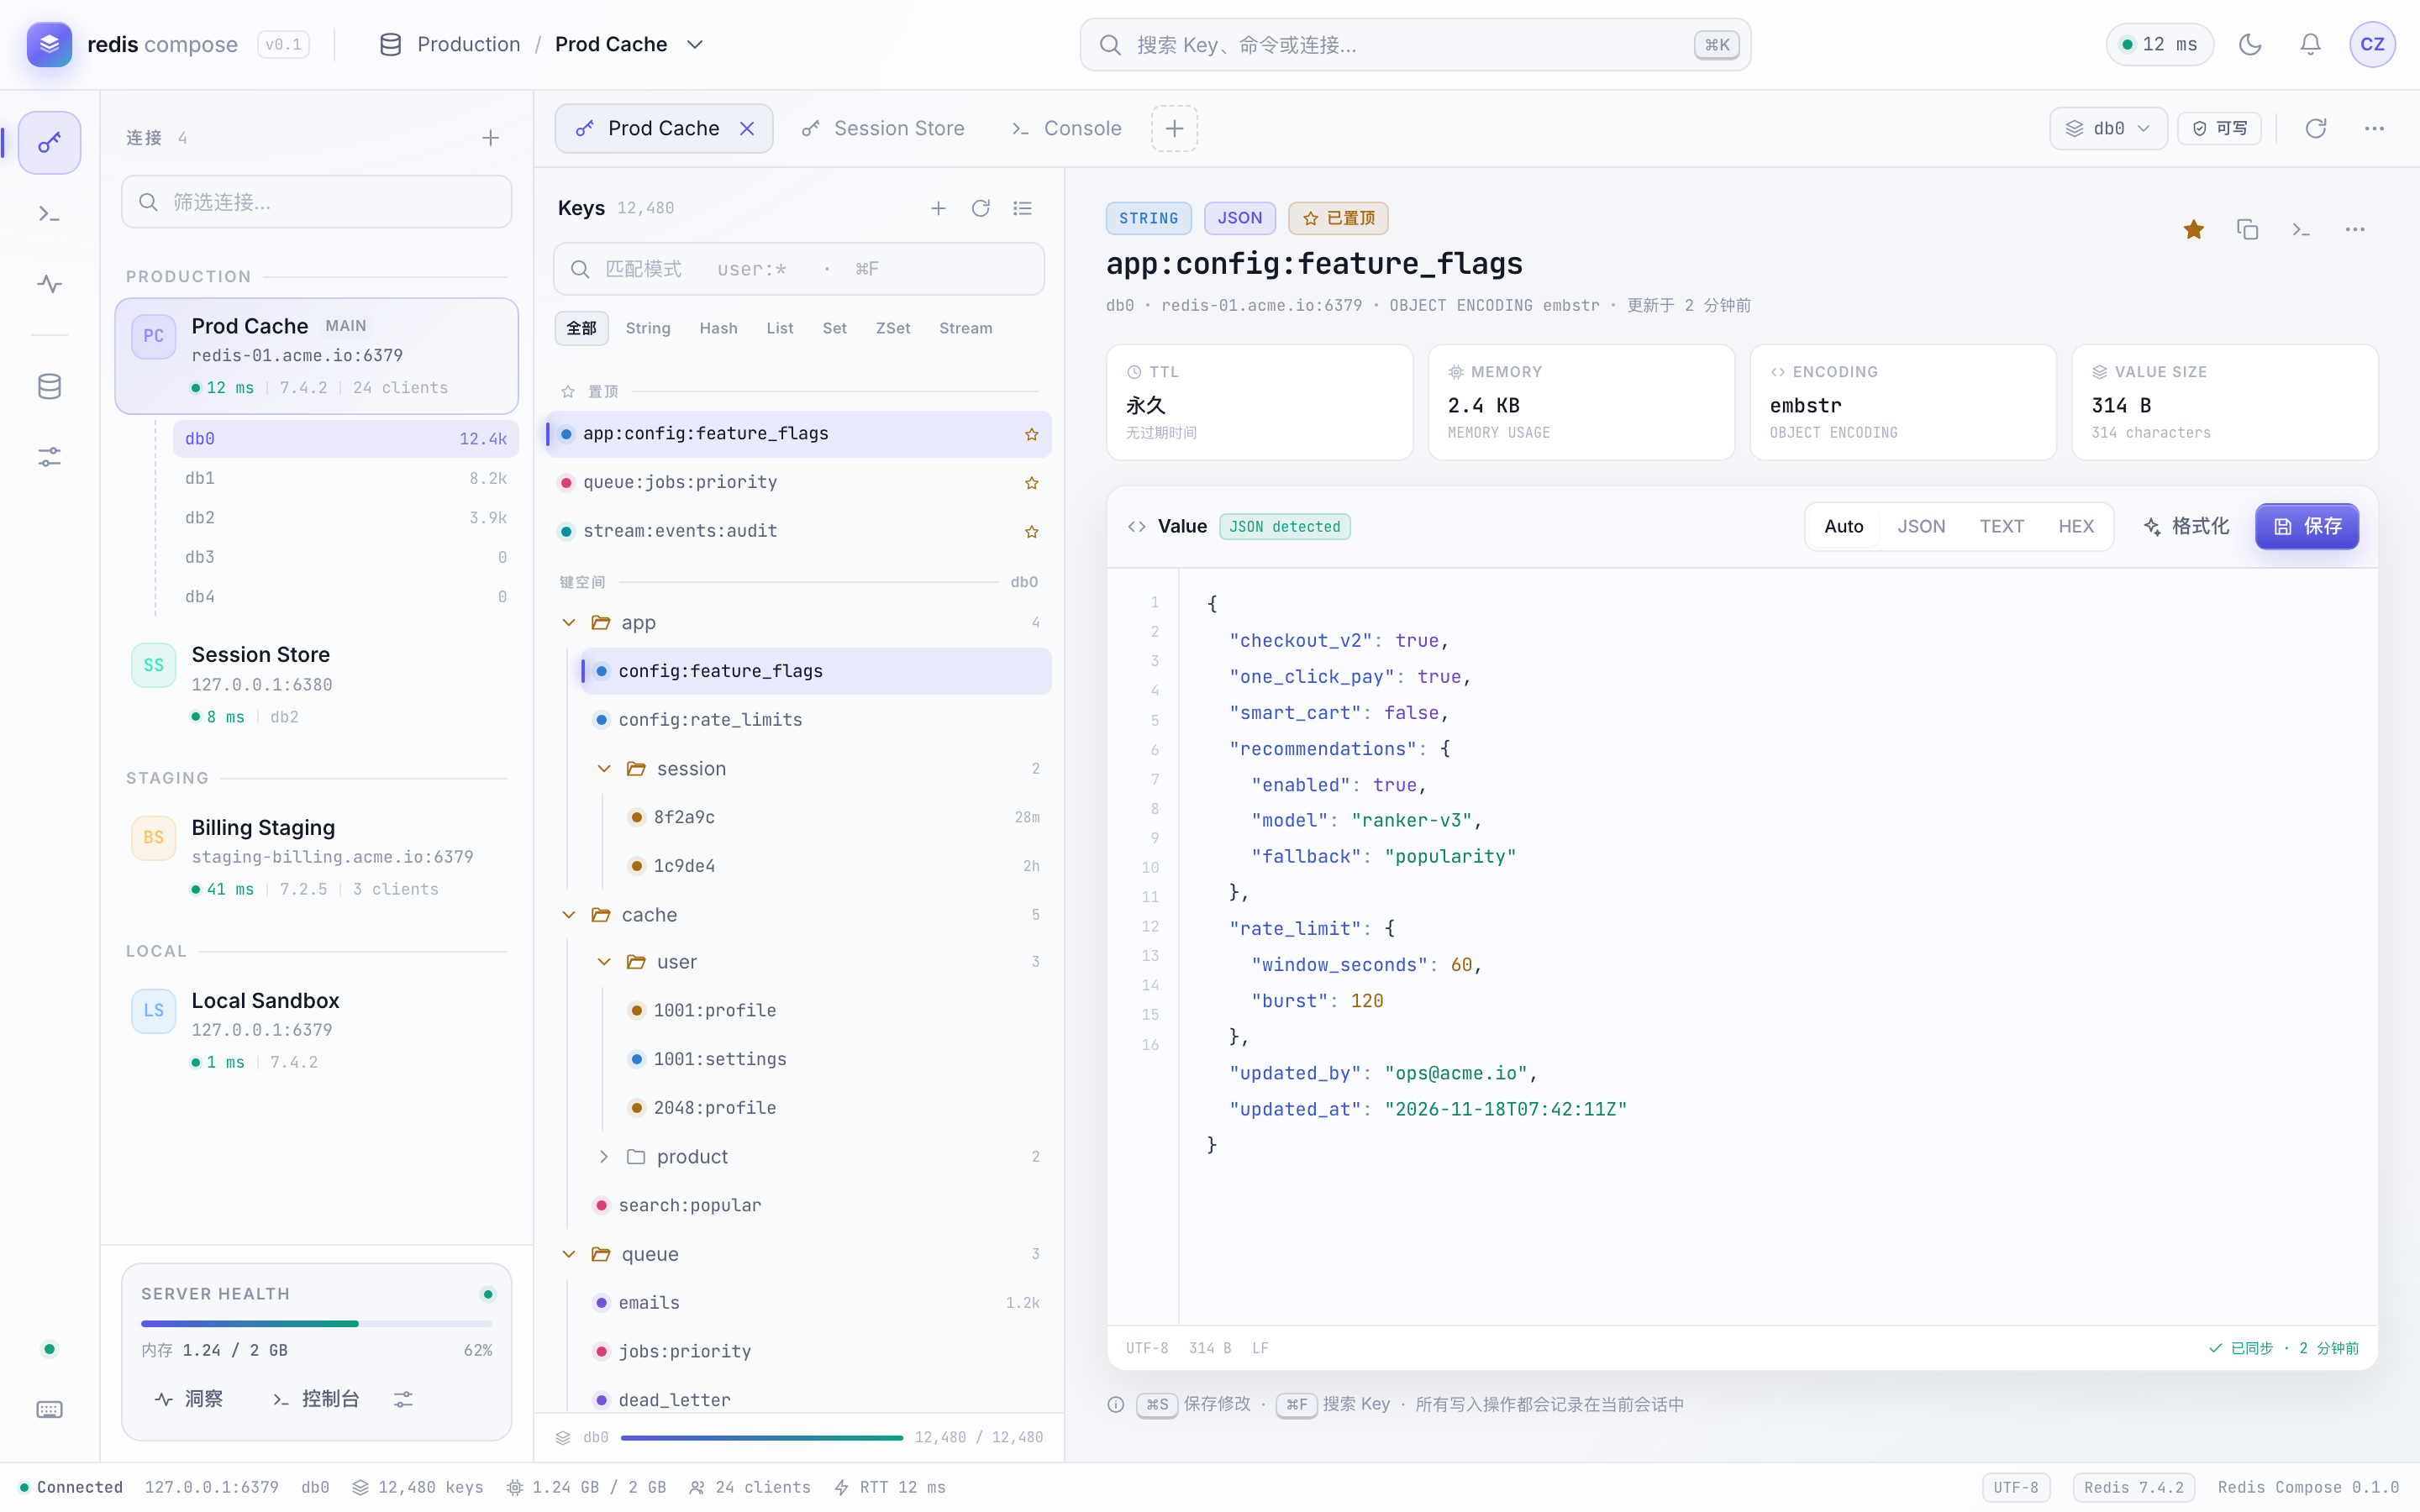 redis compose v0.1
Production / Prod Cache
搜索 Key、命令或连接... ⌘K
12 ms
CZ
连接 4
筛选连接...
PRODUCTION
PC
Prod Cache MAIN
redis-01.acme.io:6379
12 ms | 7.4.2 | 24 clients
db0 12.4k
db1 8.2k
db2 3.9k
db3 0
db4 0
SS
Session Store
127.0.0.1:6380
8 ms | db2
STAGING
BS
Billing Staging
staging-billing.acme.io:6379
41 ms | 7.2.5 | 3 clients
LOCAL
LS
Local Sandbox
127.0.0.1:6379
1 ms | 7.4.2
SERVER HEALTH
内存 1.24 / 2 GB 62%
洞察 控制台
Prod Cache Session Store Console
db0 可写
Keys 12,480
匹配模式 user:* · ⌘F
全部 String Hash List Set ZSet Stream
置顶
app:config:feature_flags
queue:jobs:priority
stream:events:audit
键空间 db0
app 4
config:feature_flags
config:rate_limits
session 2
8f2a9c 28m
1c9de4 2h
cache 5
user 3
1001:profile
1001:settings
2048:profile
product 2
search:popular
queue 3
emails 1.2k
jobs:priority
dead_letter
db0 12,480 / 12,480
STRING JSON 已置顶
app:config:feature_flags
db0 · redis-01.acme.io:6379 · OBJECT ENCODING embstr · 更新于 2 分钟前
TTL
永久
无过期时间
MEMORY
2.4 KB
MEMORY USAGE
ENCODING
embstr
OBJECT ENCODING
VALUE SIZE
314 B
314 characters
Value JSON detected
Auto JSON TEXT HEX 格式化 保存
1
2
3
4
5
6
7
8
9
10
11
12
13
14
15
16
{
"checkout_v2": true,
"one_click_pay": true,
"smart_cart": false,
"recommendations": {
"enabled": true,
"model": "ranker-v3",
"fallback": "popularity"
},
"rate_limit": {
"window_seconds": 60,
"burst": 120
},
"updated_by": "ops@acme.io",
"updated_at": "2026-11-18T07:42:11Z"
}
UTF-8 314 B LF
已同步 · 2 分钟前
⌘S 保存修改 · ⌘F 搜索 Key · 所有写入操作都会记录在当前会话中
Connected 127.0.0.1:6379 db0 12,480 keys 1.24 GB / 2 GB 24 clients RTT 12 ms
UTF-8 Redis 7.4.2 Redis Compose 0.1.0